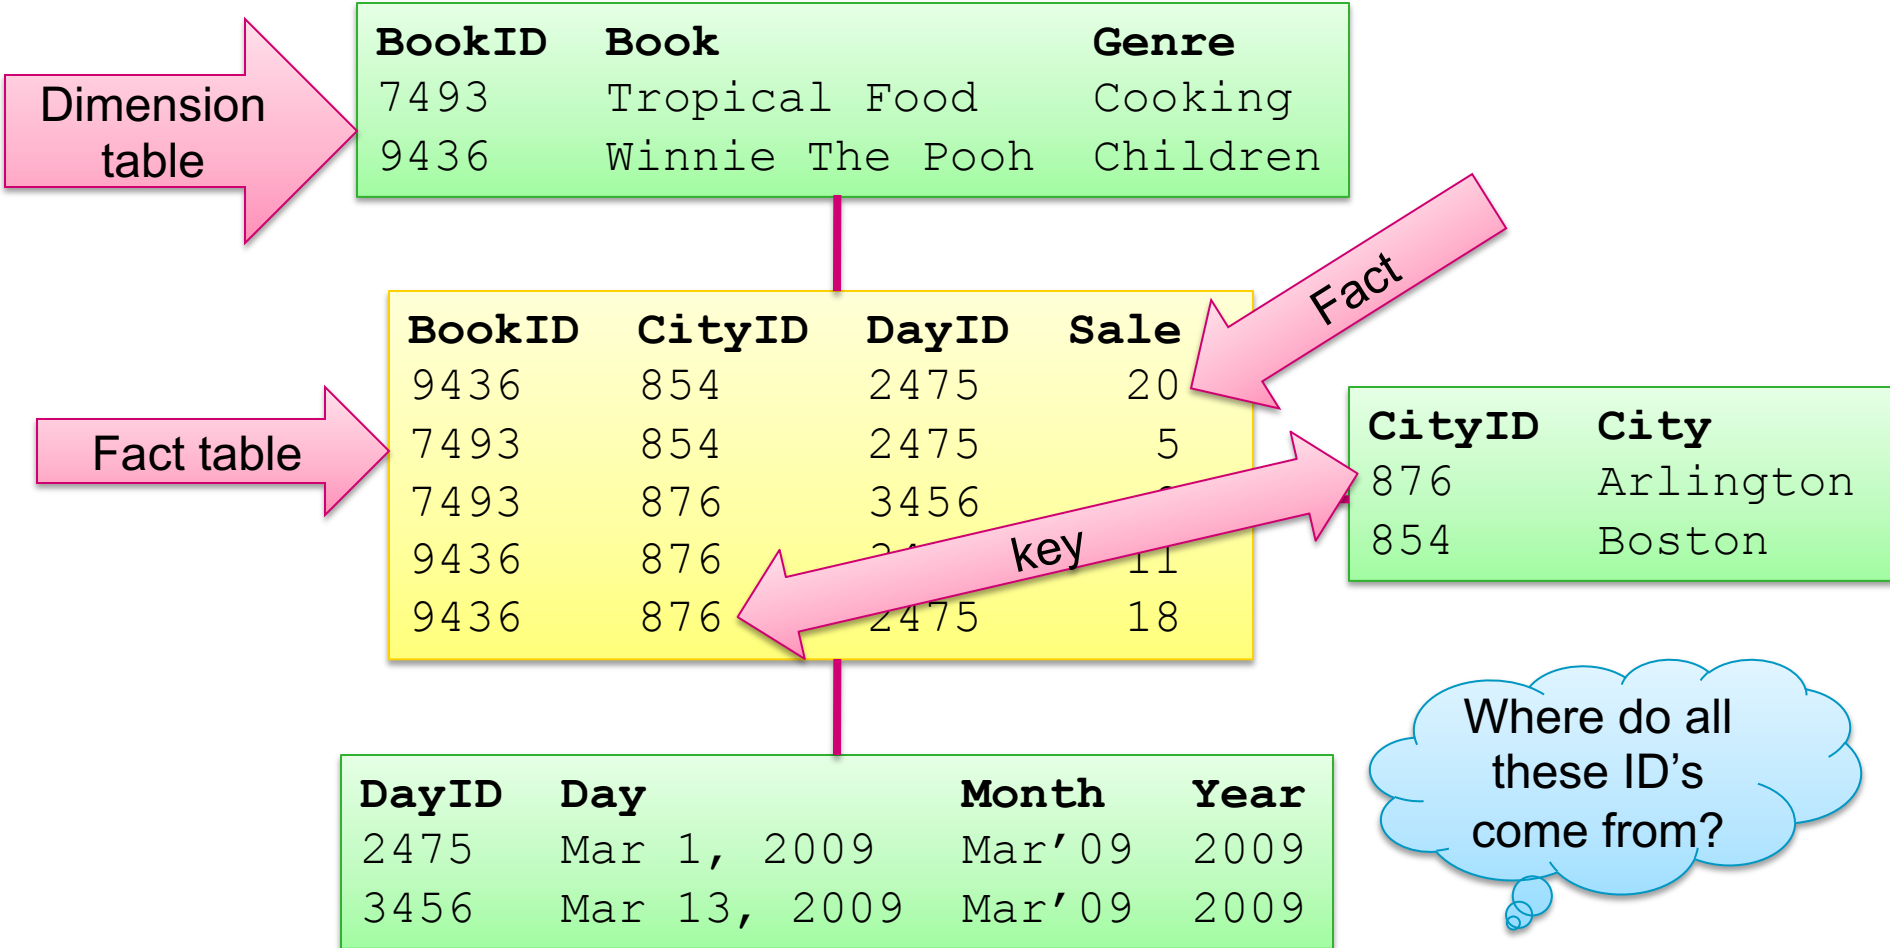 BookID Book Genre
7493 Tropical Food Cooking
9436 Winnie The Pooh Children
Dimension
table
Fact
BookID CityID DayID Sale
9436 854 2475 20
7493 854 2475 5
7493 876 3456
9436 876 11
9436 876 2475 18
Fact table
key
CityID City
876 Arlington
854 Boston
DayID Day Month Year
2475 Mar 1, 2009 Mar’09 2009
3456 Mar 13, 2009 Mar’09 2009
Where do all
these ID’s
come from?